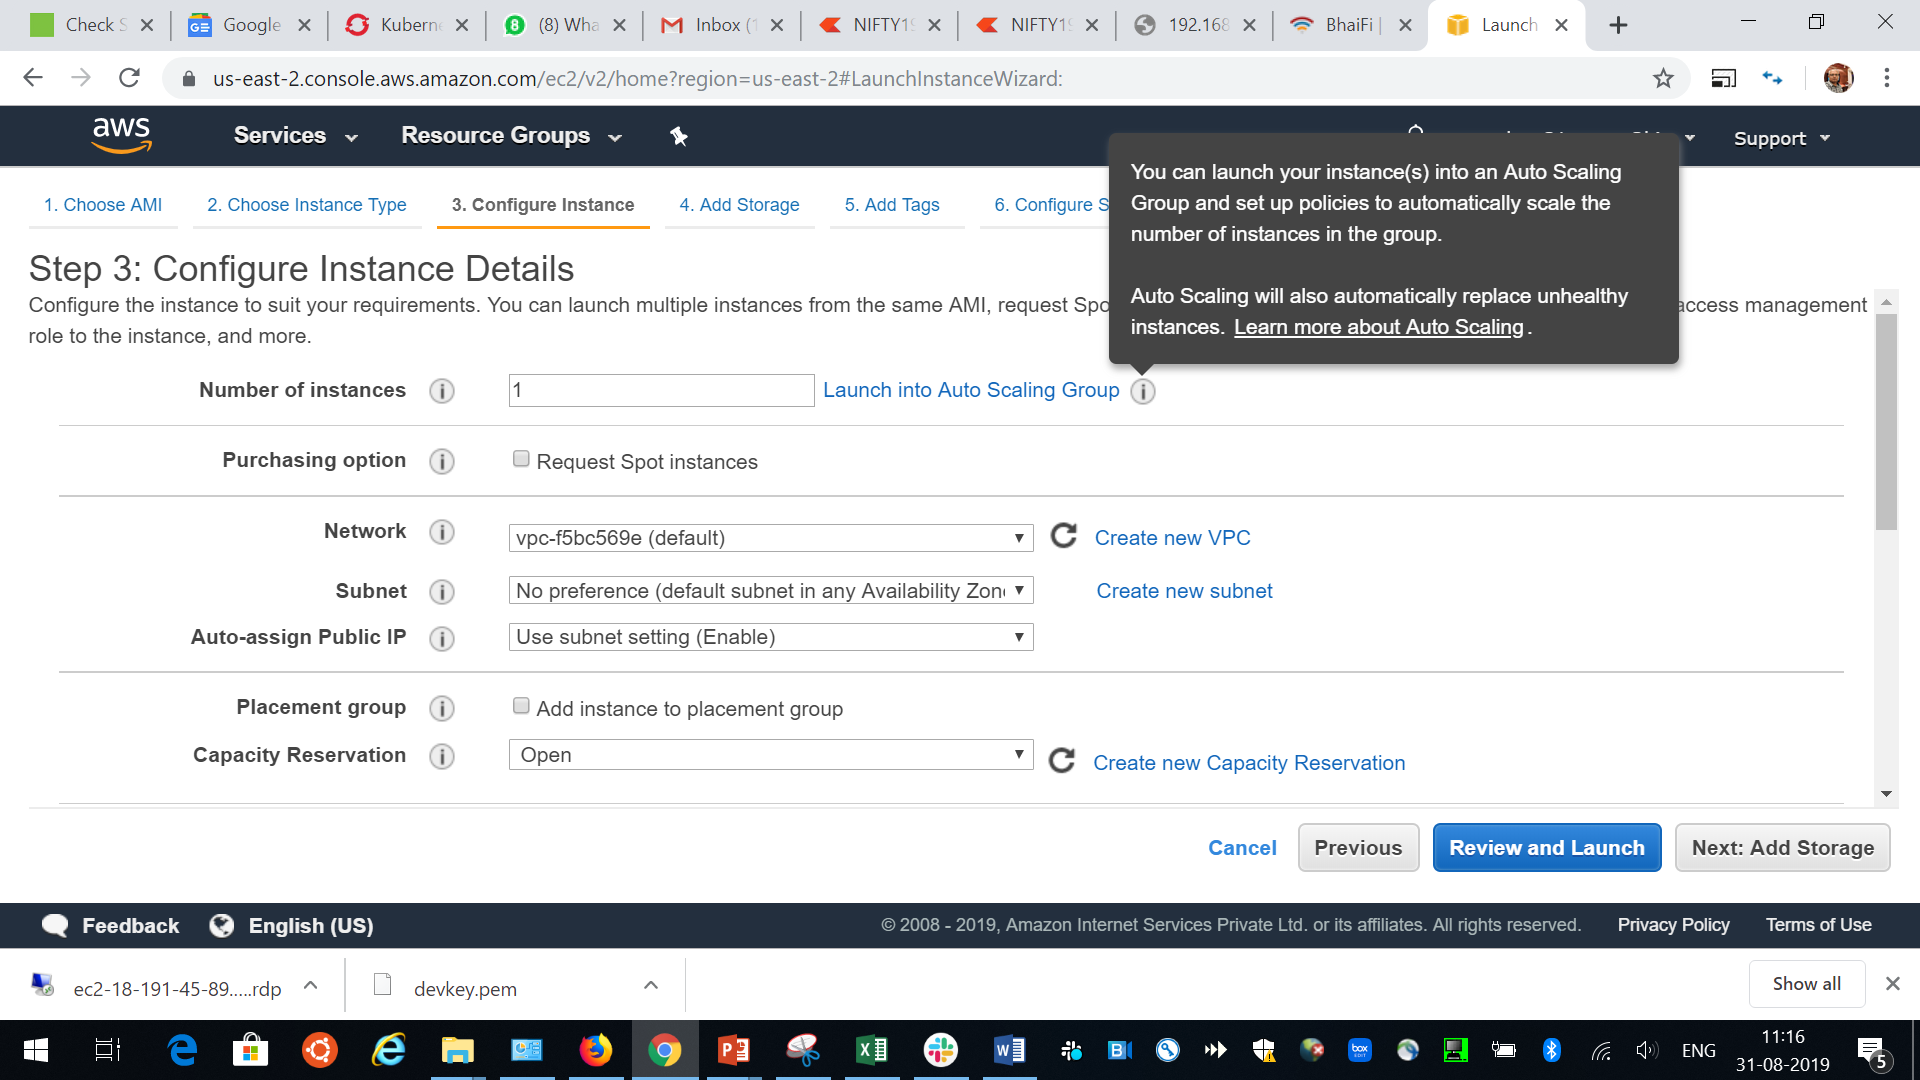 Check S
Google
Kuberne
(8) Wha
Inbox (1
NIFTY19
NIFTY19
192.168
BhaiFi |
Launch
us-east-2.console.aws.amazon.com/ec2/v2/home?region=us-east-2#LaunchInstanceWizard:
aws
Services
Resource Groups
Support
1. Choose AMI
2. Choose Instance Type
3. Configure Instance
4. Add Storage
5. Add Tags
6. Configure S
You can launch your instance(s) into an Auto Scaling
Group and set up policies to automatically scale the
number of instances in the group.
Auto Scaling will also automatically replace unhealthy
instances. Learn more about Auto Scaling.
Step 3: Configure Instance Details
Configure the instance to suit your requirements. You can launch multiple instances from the same AMI, request Spo access management
role to the instance, and more.
Number of instances
1
Launch into Auto Scaling Group
Purchasing option
Request Spot instances
Network
vpc-f5bc569e (default)
Create new VPC
Subnet
No preference (default subnet in any Availability Zon
Create new subnet
Auto-assign Public IP
Use subnet setting (Enable)
Placement group
Add instance to placement group
Capacity Reservation
Open
Create new Capacity Reservation
Cancel
Previous
Review and Launch
Next: Add Storage
Feedback
English (US)
© 2008 - 2019, Amazon Internet Services Private Ltd. or its affiliates. All rights reserved.
Privacy Policy
Terms of Use
ec2-18-191-45-89.....rdp
devkey.pem
Show all
ENG
11:16
31-08-2019
5